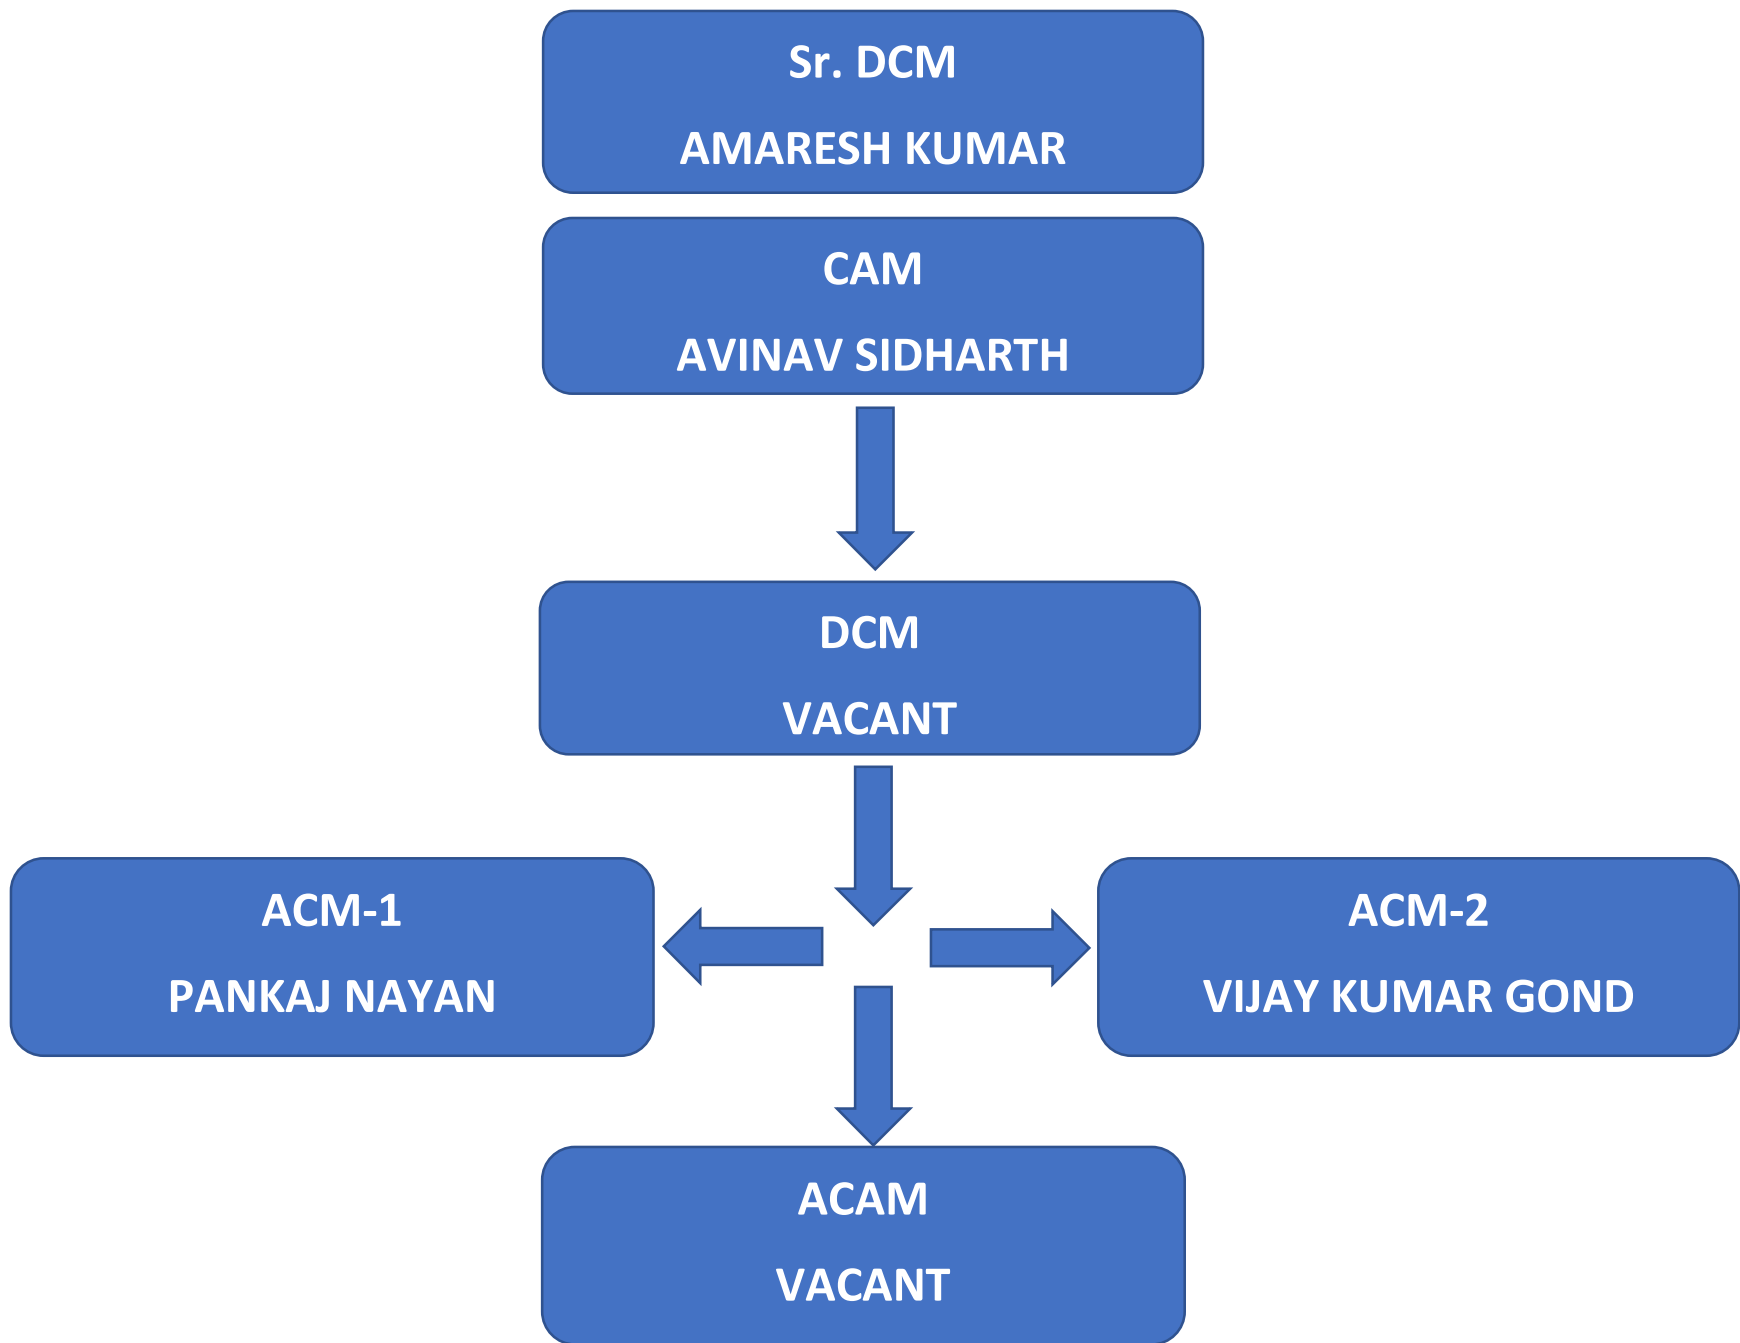 Sr. DCM
AMARESH KUMAR
CAM
AVINAV SIDHARTH
DCM
VACANT
ACM-1
PANKAJ NAYAN
ACM-2
VIJAY KUMAR GOND
ACAM
VACANT